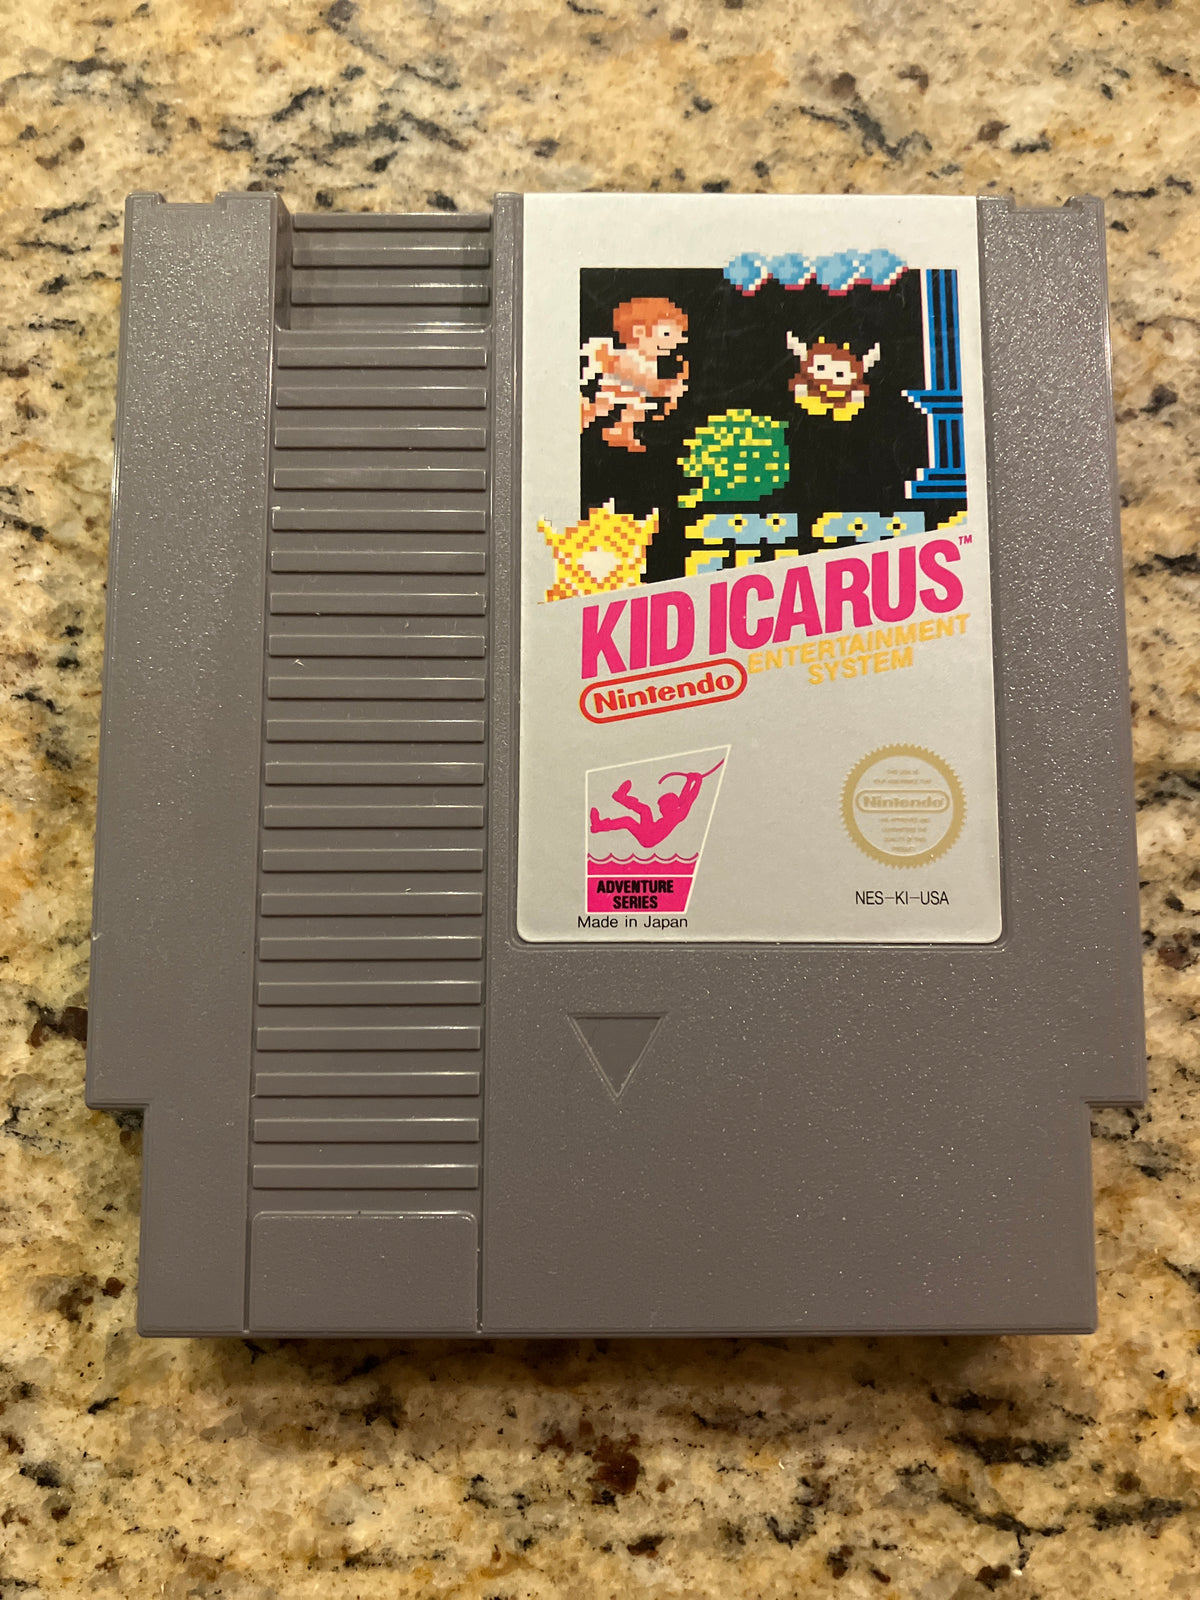 KID ICARUS™
Nintendo
ENTERTAINMENT
SYSTEM
ADVENTURE
SERIES
Made in Japan
Nintendo
NES-KI-USA